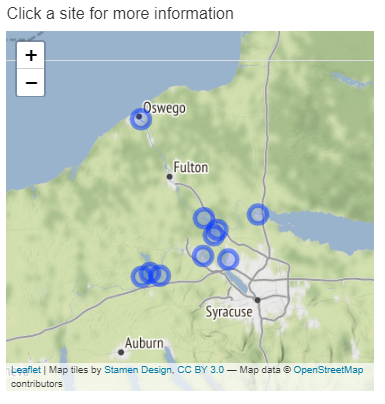 Click a site for more information
+
−
Oswego
Fulton
Syracuse
Auburn
Leaflet | Map tiles by Stamen Design, CC BY 3.0 — Map data © OpenStreetMap
contributors